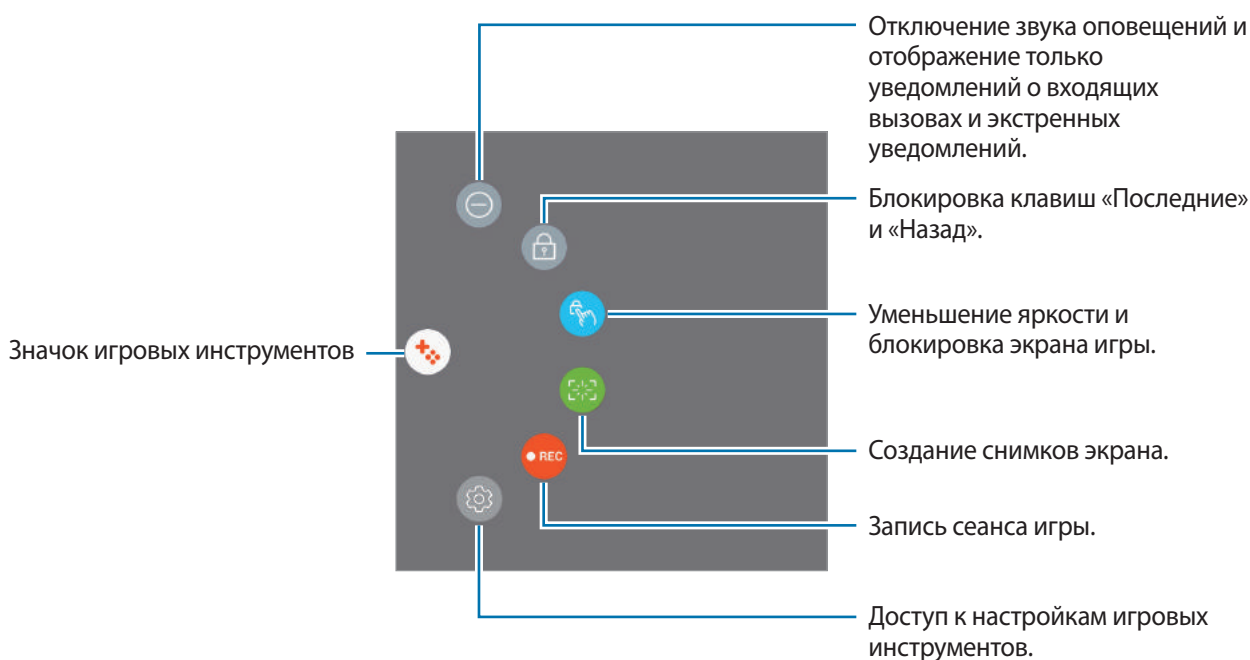 Отключение звука оповещений и
отображение только
уведомлений о входящих
вызовах и экстренных
уведомлений.
Блокировка клавиш «Последние»
и «Назад».
Уменьшение яркости и
блокировка экрана игры.
Значок игровых инструментов
Создание снимков экрана.
REC
Запись сеанса игры.
Доступ к настройкам игровых
инструментов.